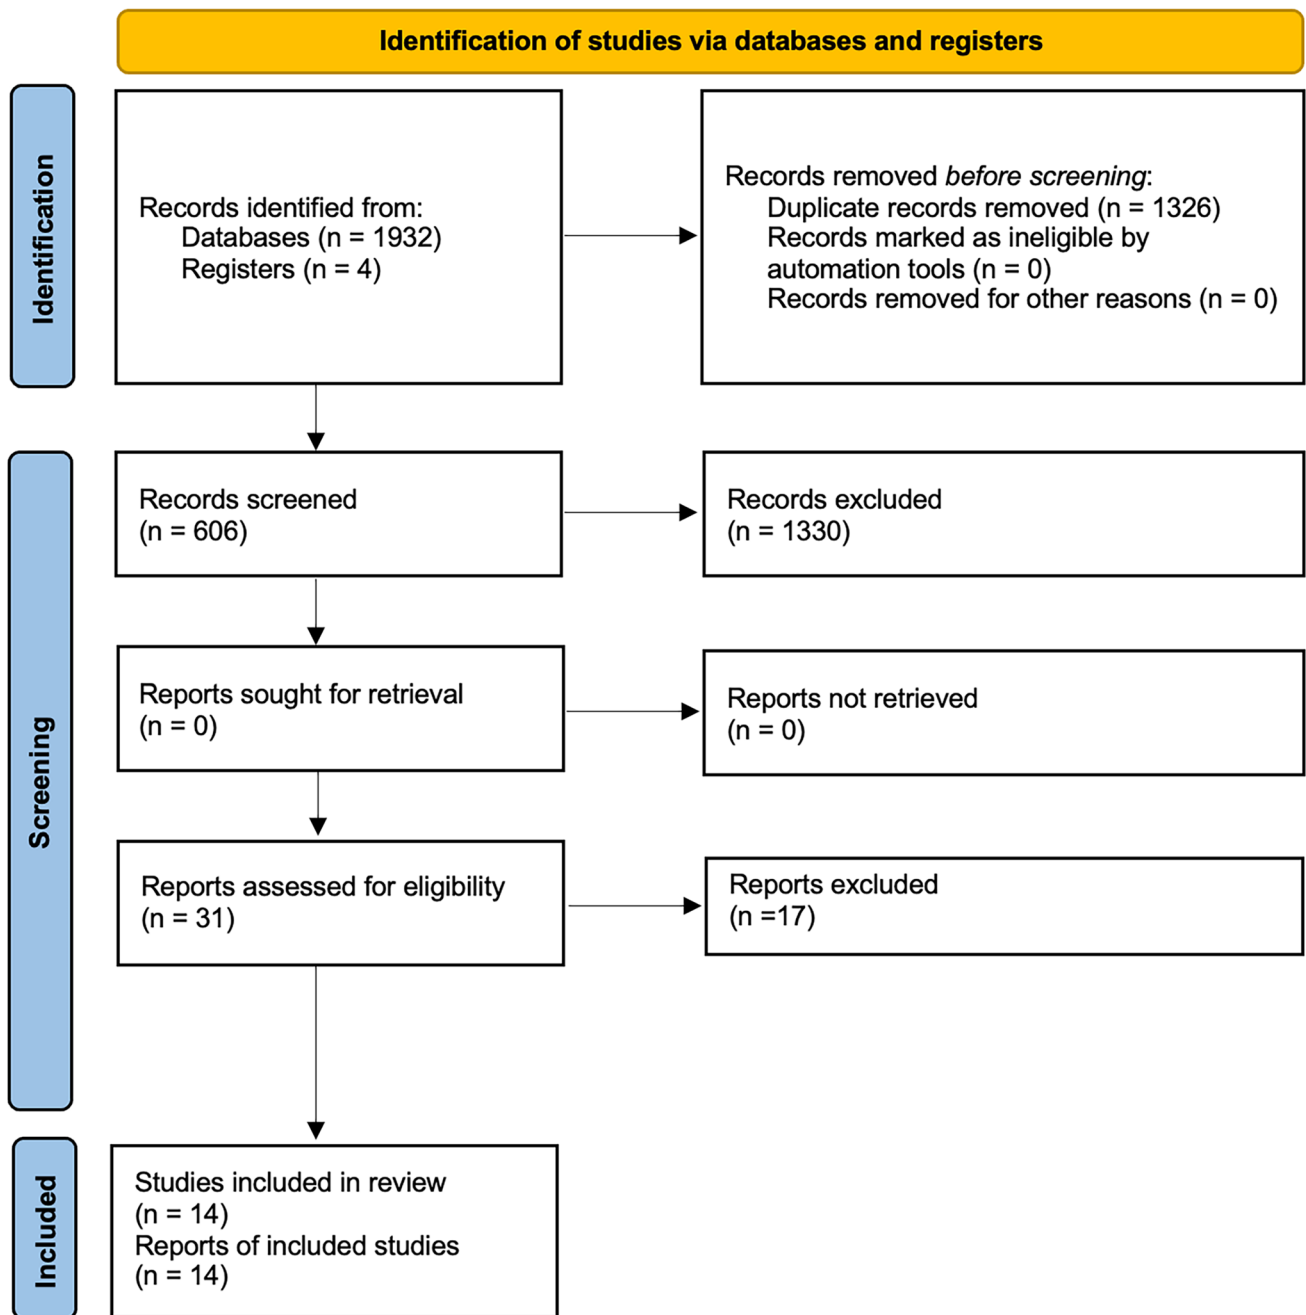 Identification of studies via databases and registers
Identification
Records identified from:
Databases (n = 1932)
Registers (n = 4)
Records removed before screening:
Duplicate records removed (n = 1326)
Records marked as ineligible by
automation tools (n = 0)
Records removed for other reasons (n = 0)
Screening
Records screened
(n = 606)
Records excluded
(n = 1330)
Reports sought for retrieval
(n = 0)
Reports not retrieved
(n = 0)
Reports assessed for eligibility
(n = 31)
Reports excluded
(n =17)
Included
Studies included in review
(n = 14)
Reports of included studies
(n = 14)